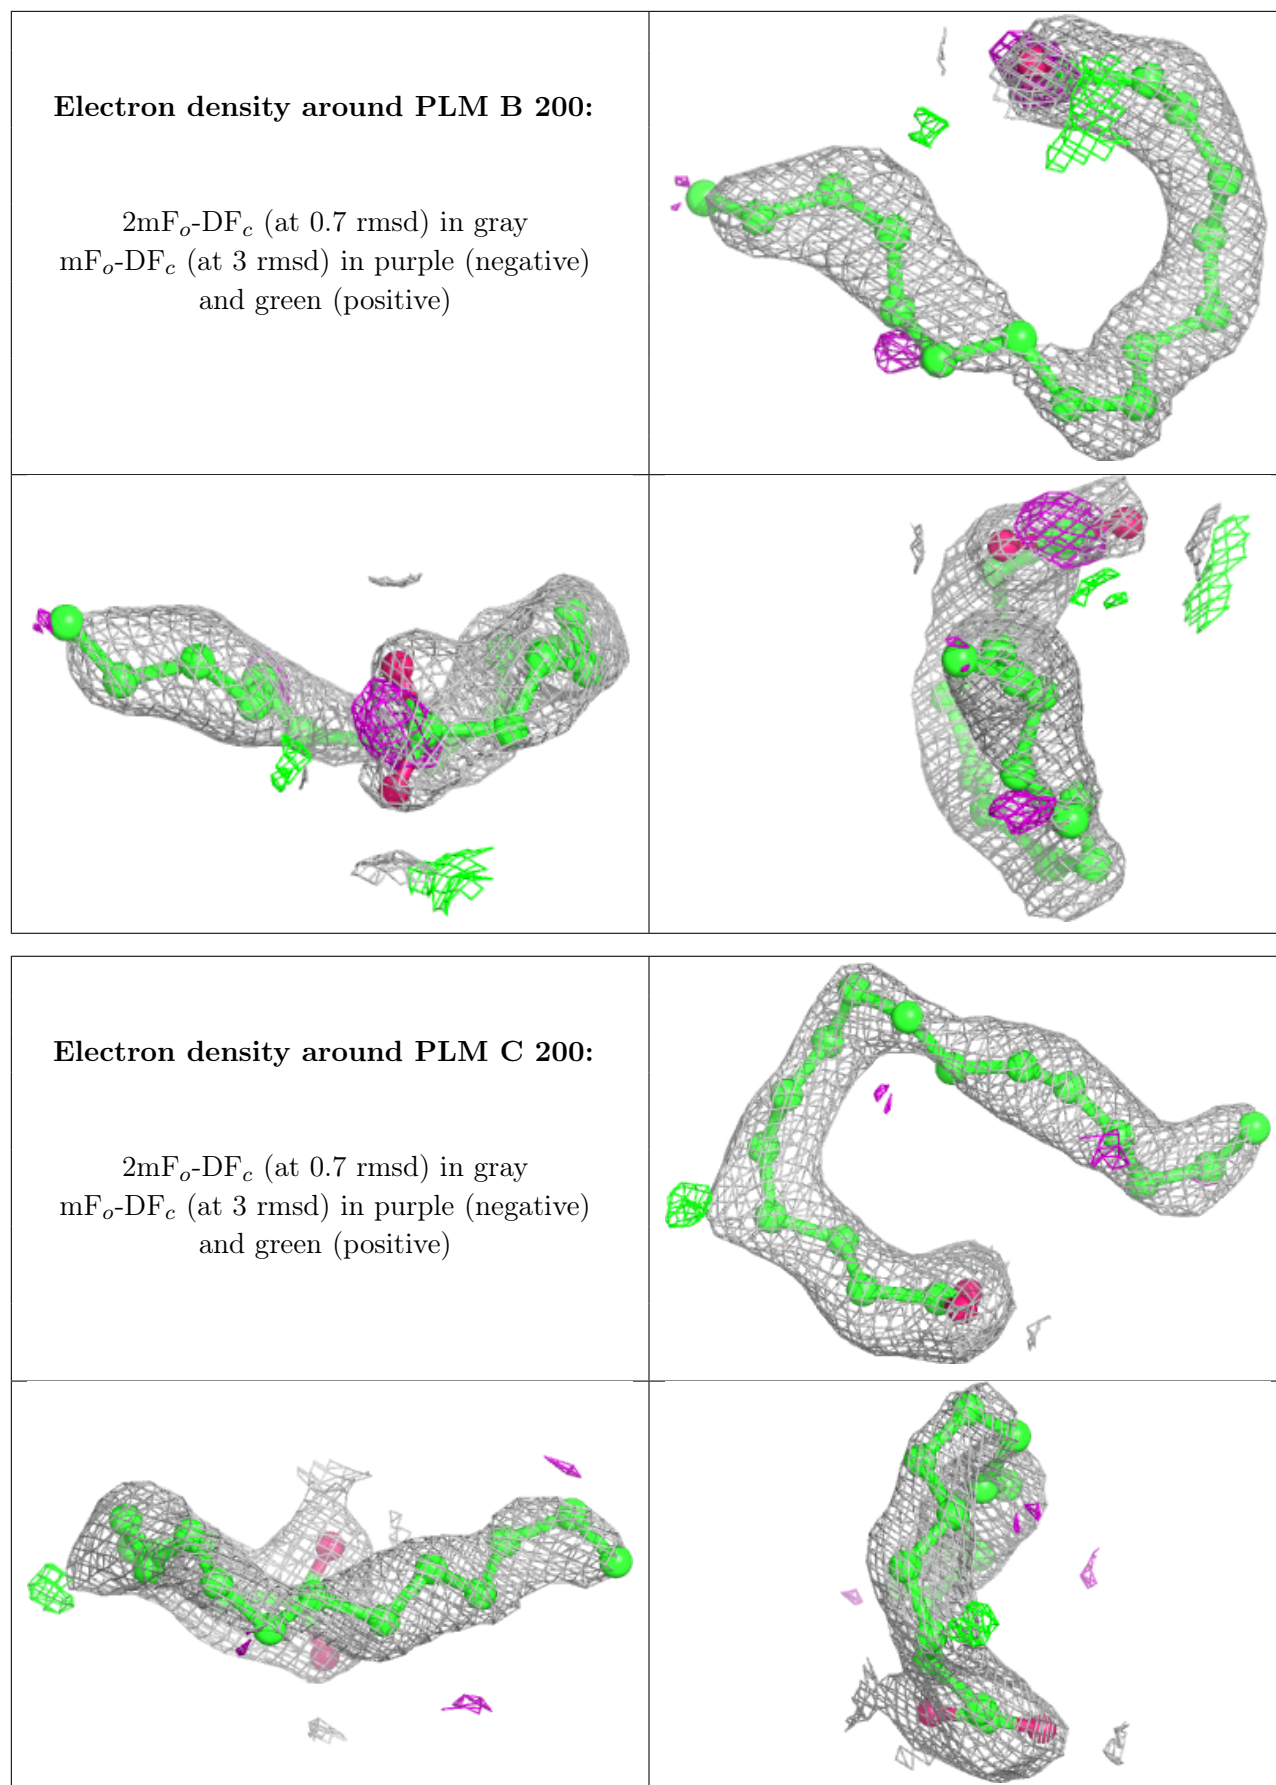 Electron density around PLM B 200:
2mFo-DFc (at 0.7 rmsd) in gray
mFo-DFc (at 3 rmsd) in purple (negative)
and green (positive)
Electron density around PLM C 200:
2mFo-DFc (at 0.7 rmsd) in gray
mFo-DFc (at 3 rmsd) in purple (negative)
and green (positive)